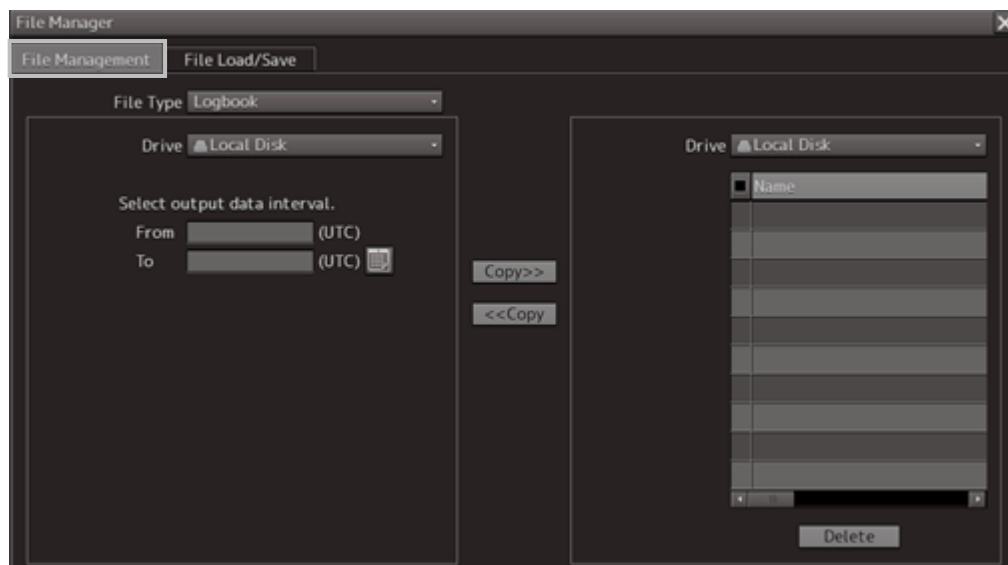 File Manager
File Management
File Load/Save
File Type Logbook
Drive Local Disk
Select output data interval.
From (UTC)
To (UTC)
Copy>>
<<Copy
Drive Local Disk
Name
Delete